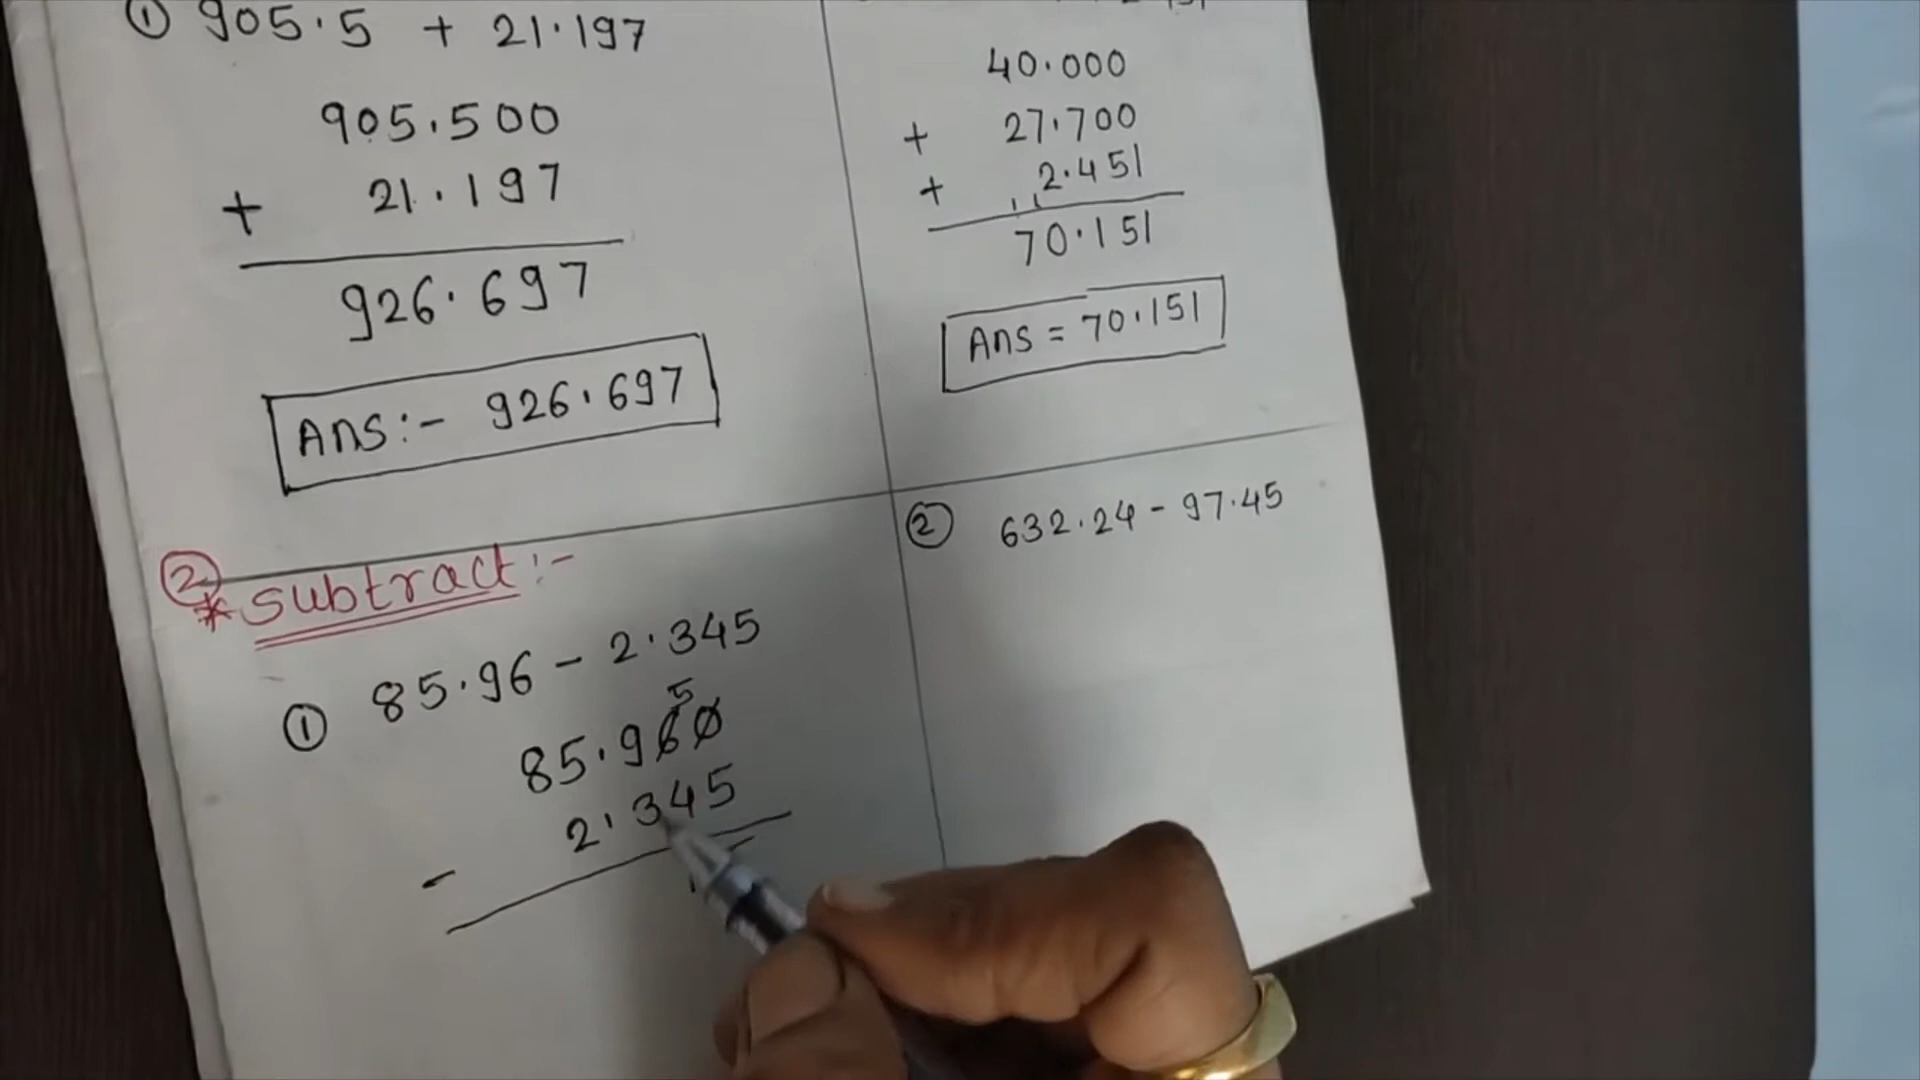 ① 905.5 + 21.197
905.500
+ 21.197
926.697
Ans:- 926.697
40.000
+ 27.700
+ 2.451
1 1
70.151
Ans = 70.151
② * Subtract:-
① 85.96 - 2.345
5
85.960
2.345
-
② 632.24 - 97.45